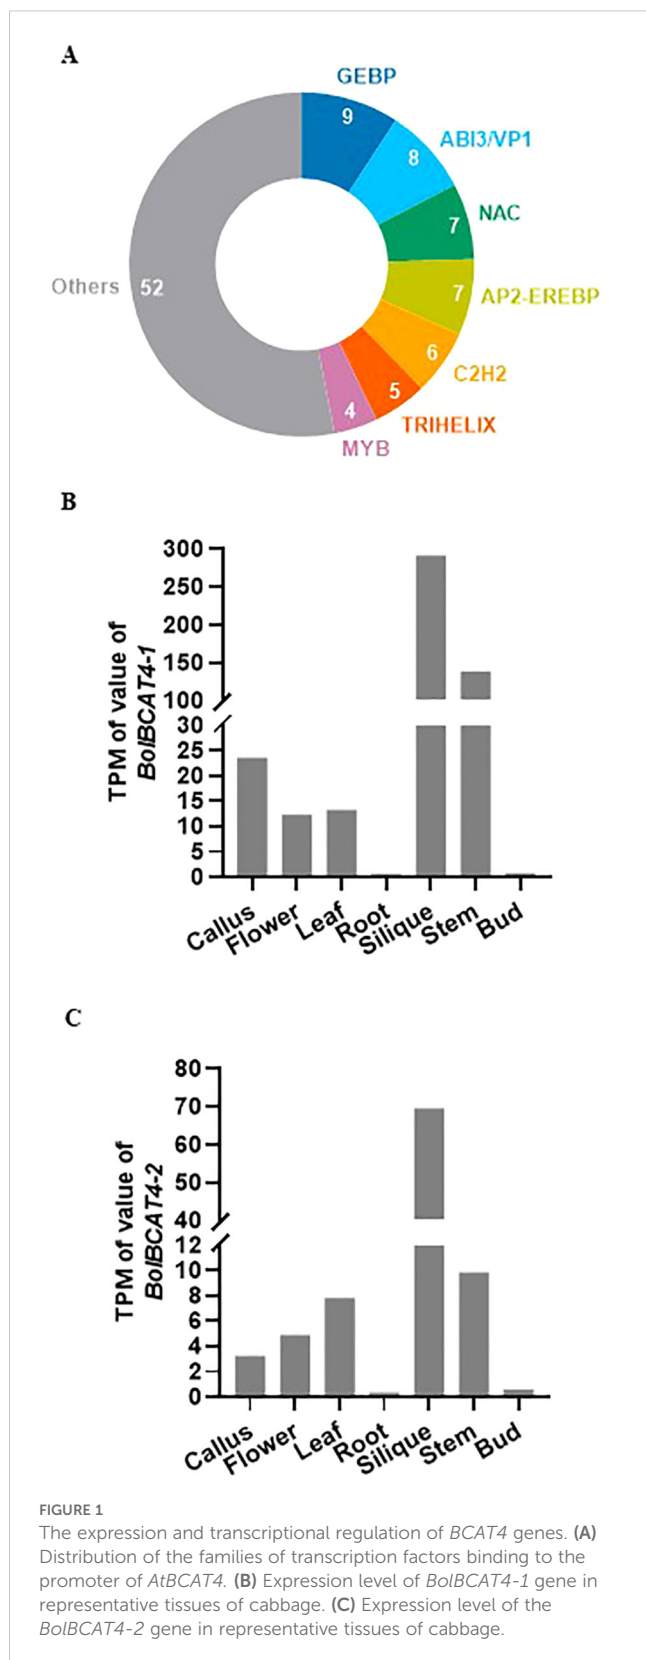 A
GEBP
9
ABI3/VP1
8
NAC
7
Others
52
7
AP2-EREBP
6
C2H2
5
4
TRIHELIX
MYB
B
TPM of value of
BolBCAT4-1
300
250
200
150
100
30
25
20
15
10
5
0
Callus
Flower
Leaf
Root
Silique
Stem
Bud
C
TPM of value of
BolBCAT4-2
80
70
60
50
40
12
10
8
6
4
2
0
Callus
Flower
Leaf
Root
Silique
Stem
Bud
FIGURE 1
The expression and transcriptional regulation of BCAT4 genes. (A)
Distribution of the families of transcription factors binding to the
promoter of AtBCAT4. (B) Expression level of BolBCAT4-1 gene in
representative tissues of cabbage. (C) Expression level of the
BolBCAT4-2 gene in representative tissues of cabbage.